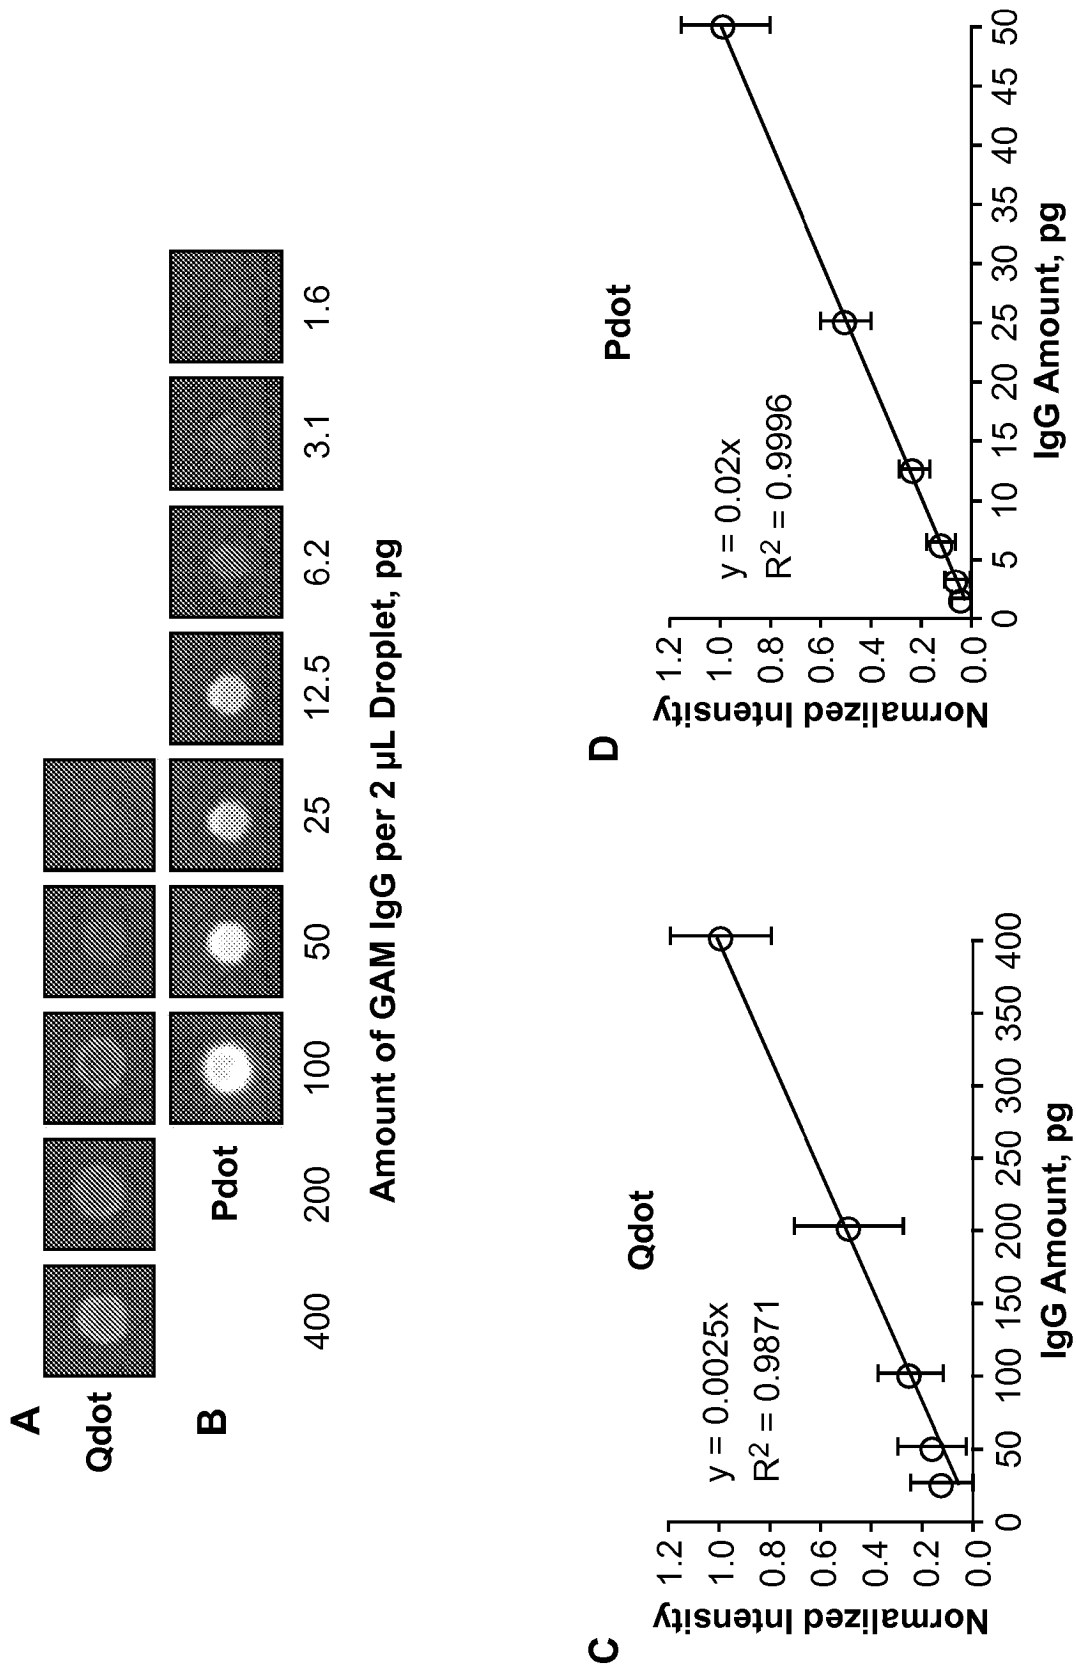 A
Qdot
B
Pdot
400 200 100 50 25 12.5 6.2 3.1 1.6
Amount of GAM IgG per 2 μL Droplet, pg
C
Qdot
Normalized Intensity
1.2
1.0
0.8
0.6
0.4
0.2
0.0
y = 0.0025x
R² = 0.9871
0 50 100 150 200 250 300 350 400
IgG Amount, pg
D
Pdot
Normalized Intensity
1.2
1.0
0.8
0.6
0.4
0.2
0.0
y = 0.02x
R² = 0.9996
0 5 10 15 20 25 30 35 40 45 50
IgG Amount, pg